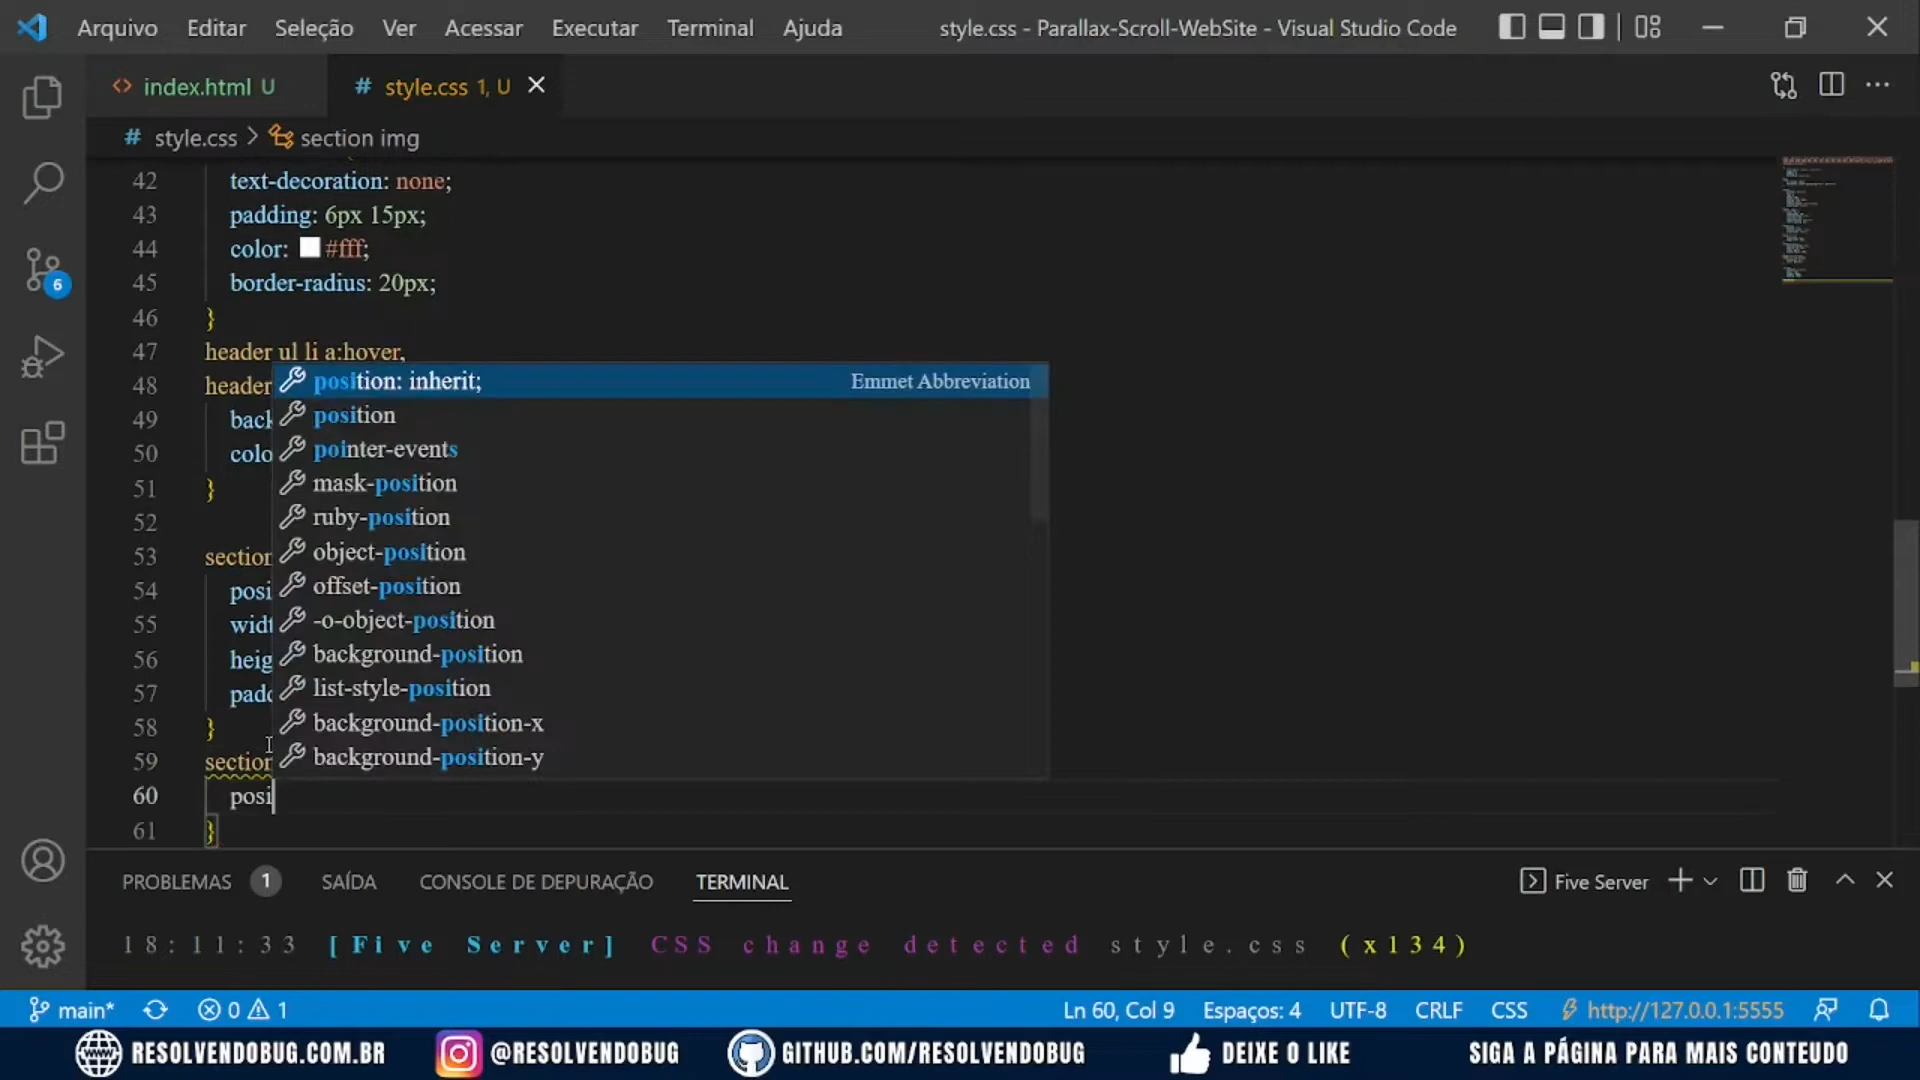 Arquivo Editar Seleção Ver Acessar Executar Terminal Ajuda style.css - Parallax-Scroll-WebSite - Visual Studio Code
index.html U # style.css 1, U
# style.css > section img
42 text-decoration: none;
43 padding: 6px 15px;
44 color: #fff;
45 border-radius: 20px;
46 }
47 header ul li a:hover,
48 header
49 back
50 colo
51 }
52
53 section
54 posi
55 widt
56 heig
57 padd
58 }
59 section
60 posi
61 }
position: inherit; Emmet Abbreviation
position
pointer-events
mask-position
ruby-position
object-position
offset-position
-o-object-position
background-position
list-style-position
background-position-x
background-position-y
6
PROBLEMAS 1 SAÍDA CONSOLE DE DEPURAÇÃO TERMINAL Five Server
18:11:33 [Five Server] CSS change detected style.css (x134)
main* 0 1 Ln 60, Col 9 Espaços: 4 UTF-8 CRLF CSS http://127.0.0.1:5555
RESOLVENDOBUG.COM.BR @RESOLVENDOBUG GITHUB.COM/RESOLVENDOBUG DEIXE O LIKE SIGA A PÁGINA PARA MAIS CONTEUDO